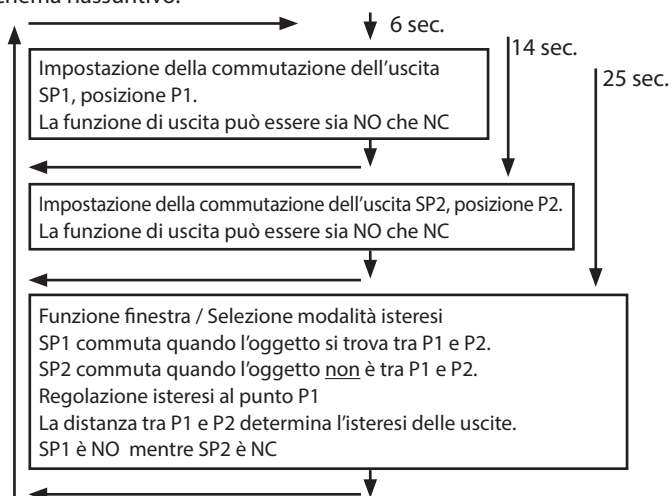 6 sec.
14 sec.
25 sec.
Impostazione della commutazione dell'uscita
SP1, posizione P1.
La funzione di uscita può essere sia NO che NC
Impostazione della commutazione dell'uscita SP2, posizione P2.
La funzione di uscita può essere sia NO che NC
Funzione finestra / Selezione modalità isteresi
SP1 commuta quando l'oggetto si trova tra P1 e P2.
SP2 commuta quando l'oggetto non è tra P1 e P2.
Regolazione isteresi al punto P1
La distanza tra P1 e P2 determina l'isteresi delle uscite.
SP1 è NO mentre SP2 è NC